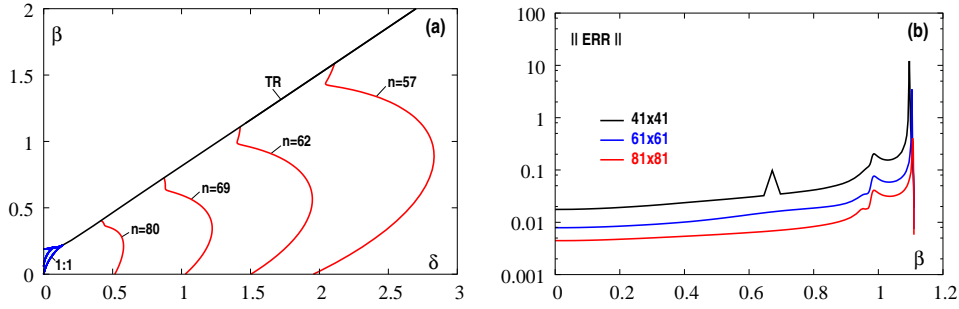 (a)
β
2
1.5
1
0.5
0
TR
n=57
n=62
n=69
n=80
1:1
δ
0 0.5 1 1.5 2 2.5 3
(b)
|| ERR ||
100
10
1
0.1
0.01
0.001
41x41
61x61
81x81
β
0 0.2 0.4 0.6 0.8 1 1.2